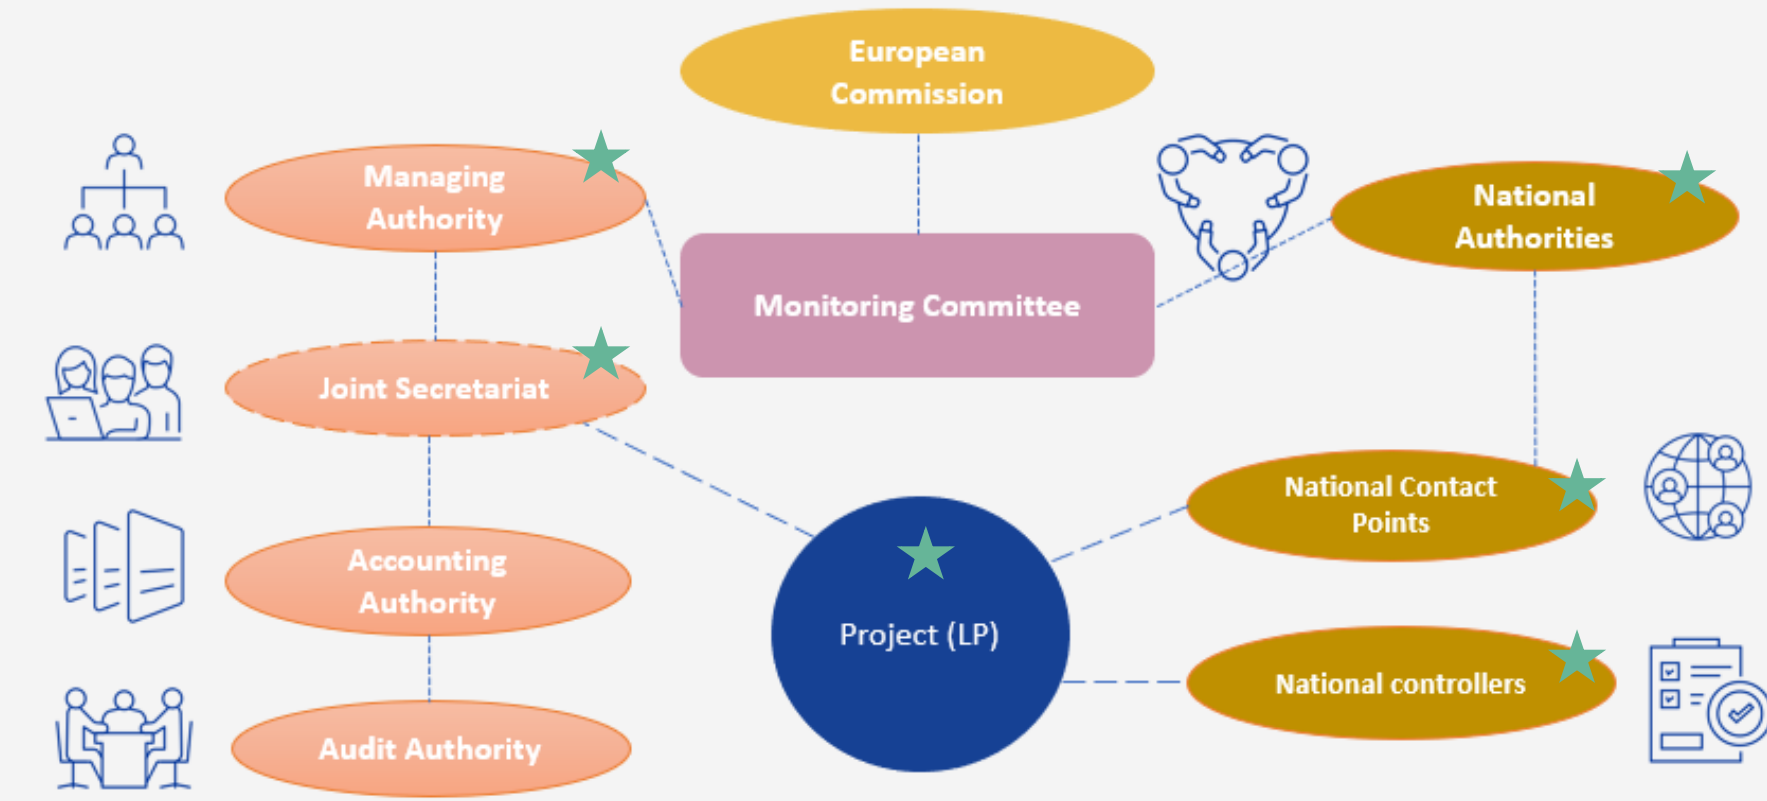 European
Commission
Managing
Authority
National
Authorities
Monitoring Committee
Joint Secretariat
National Contact
Points
Accounting
Authority
Project (LP)
National controllers
Audit Authority